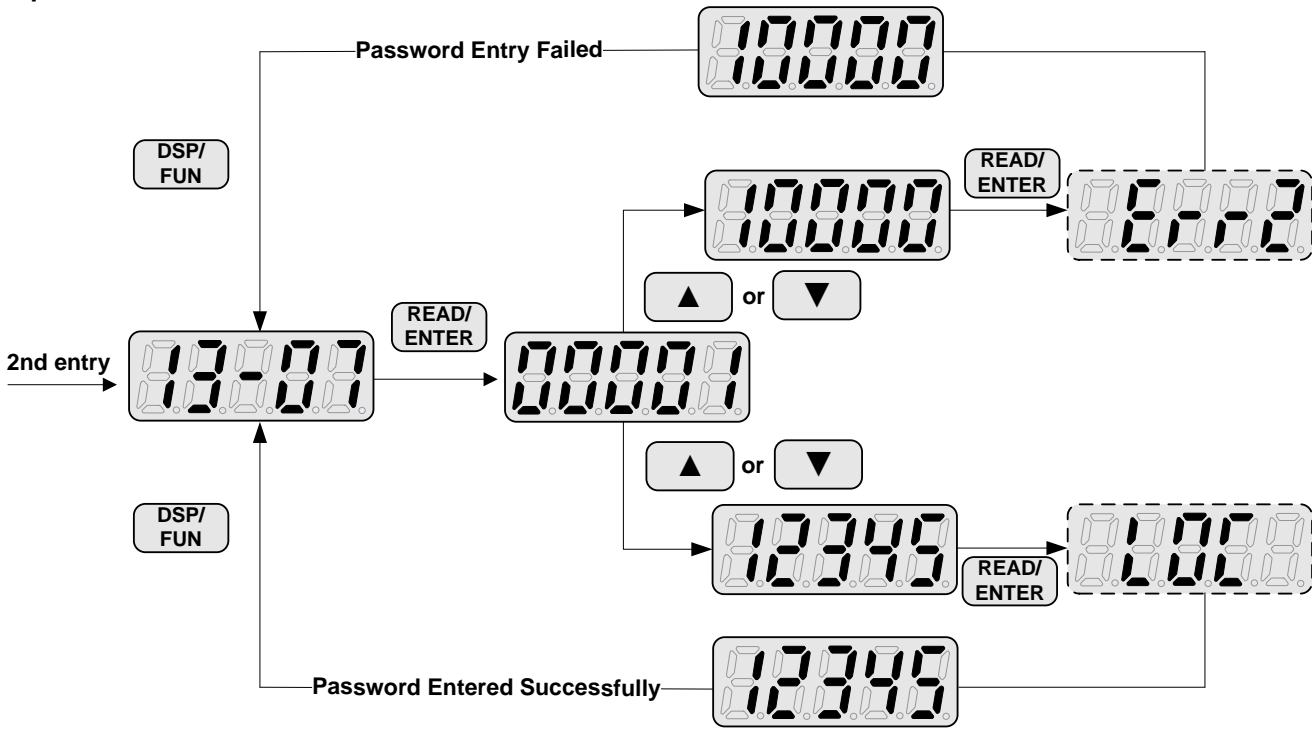 10000
Password Entry Failed
DSP/
FUN
READ/
ENTER
10000
Err2
▲ or ▼
READ/
ENTER
2nd entry
13-07
00001
▲ or ▼
DSP/
FUN
12345
LOC
READ/
ENTER
Password Entered Successfully
12345